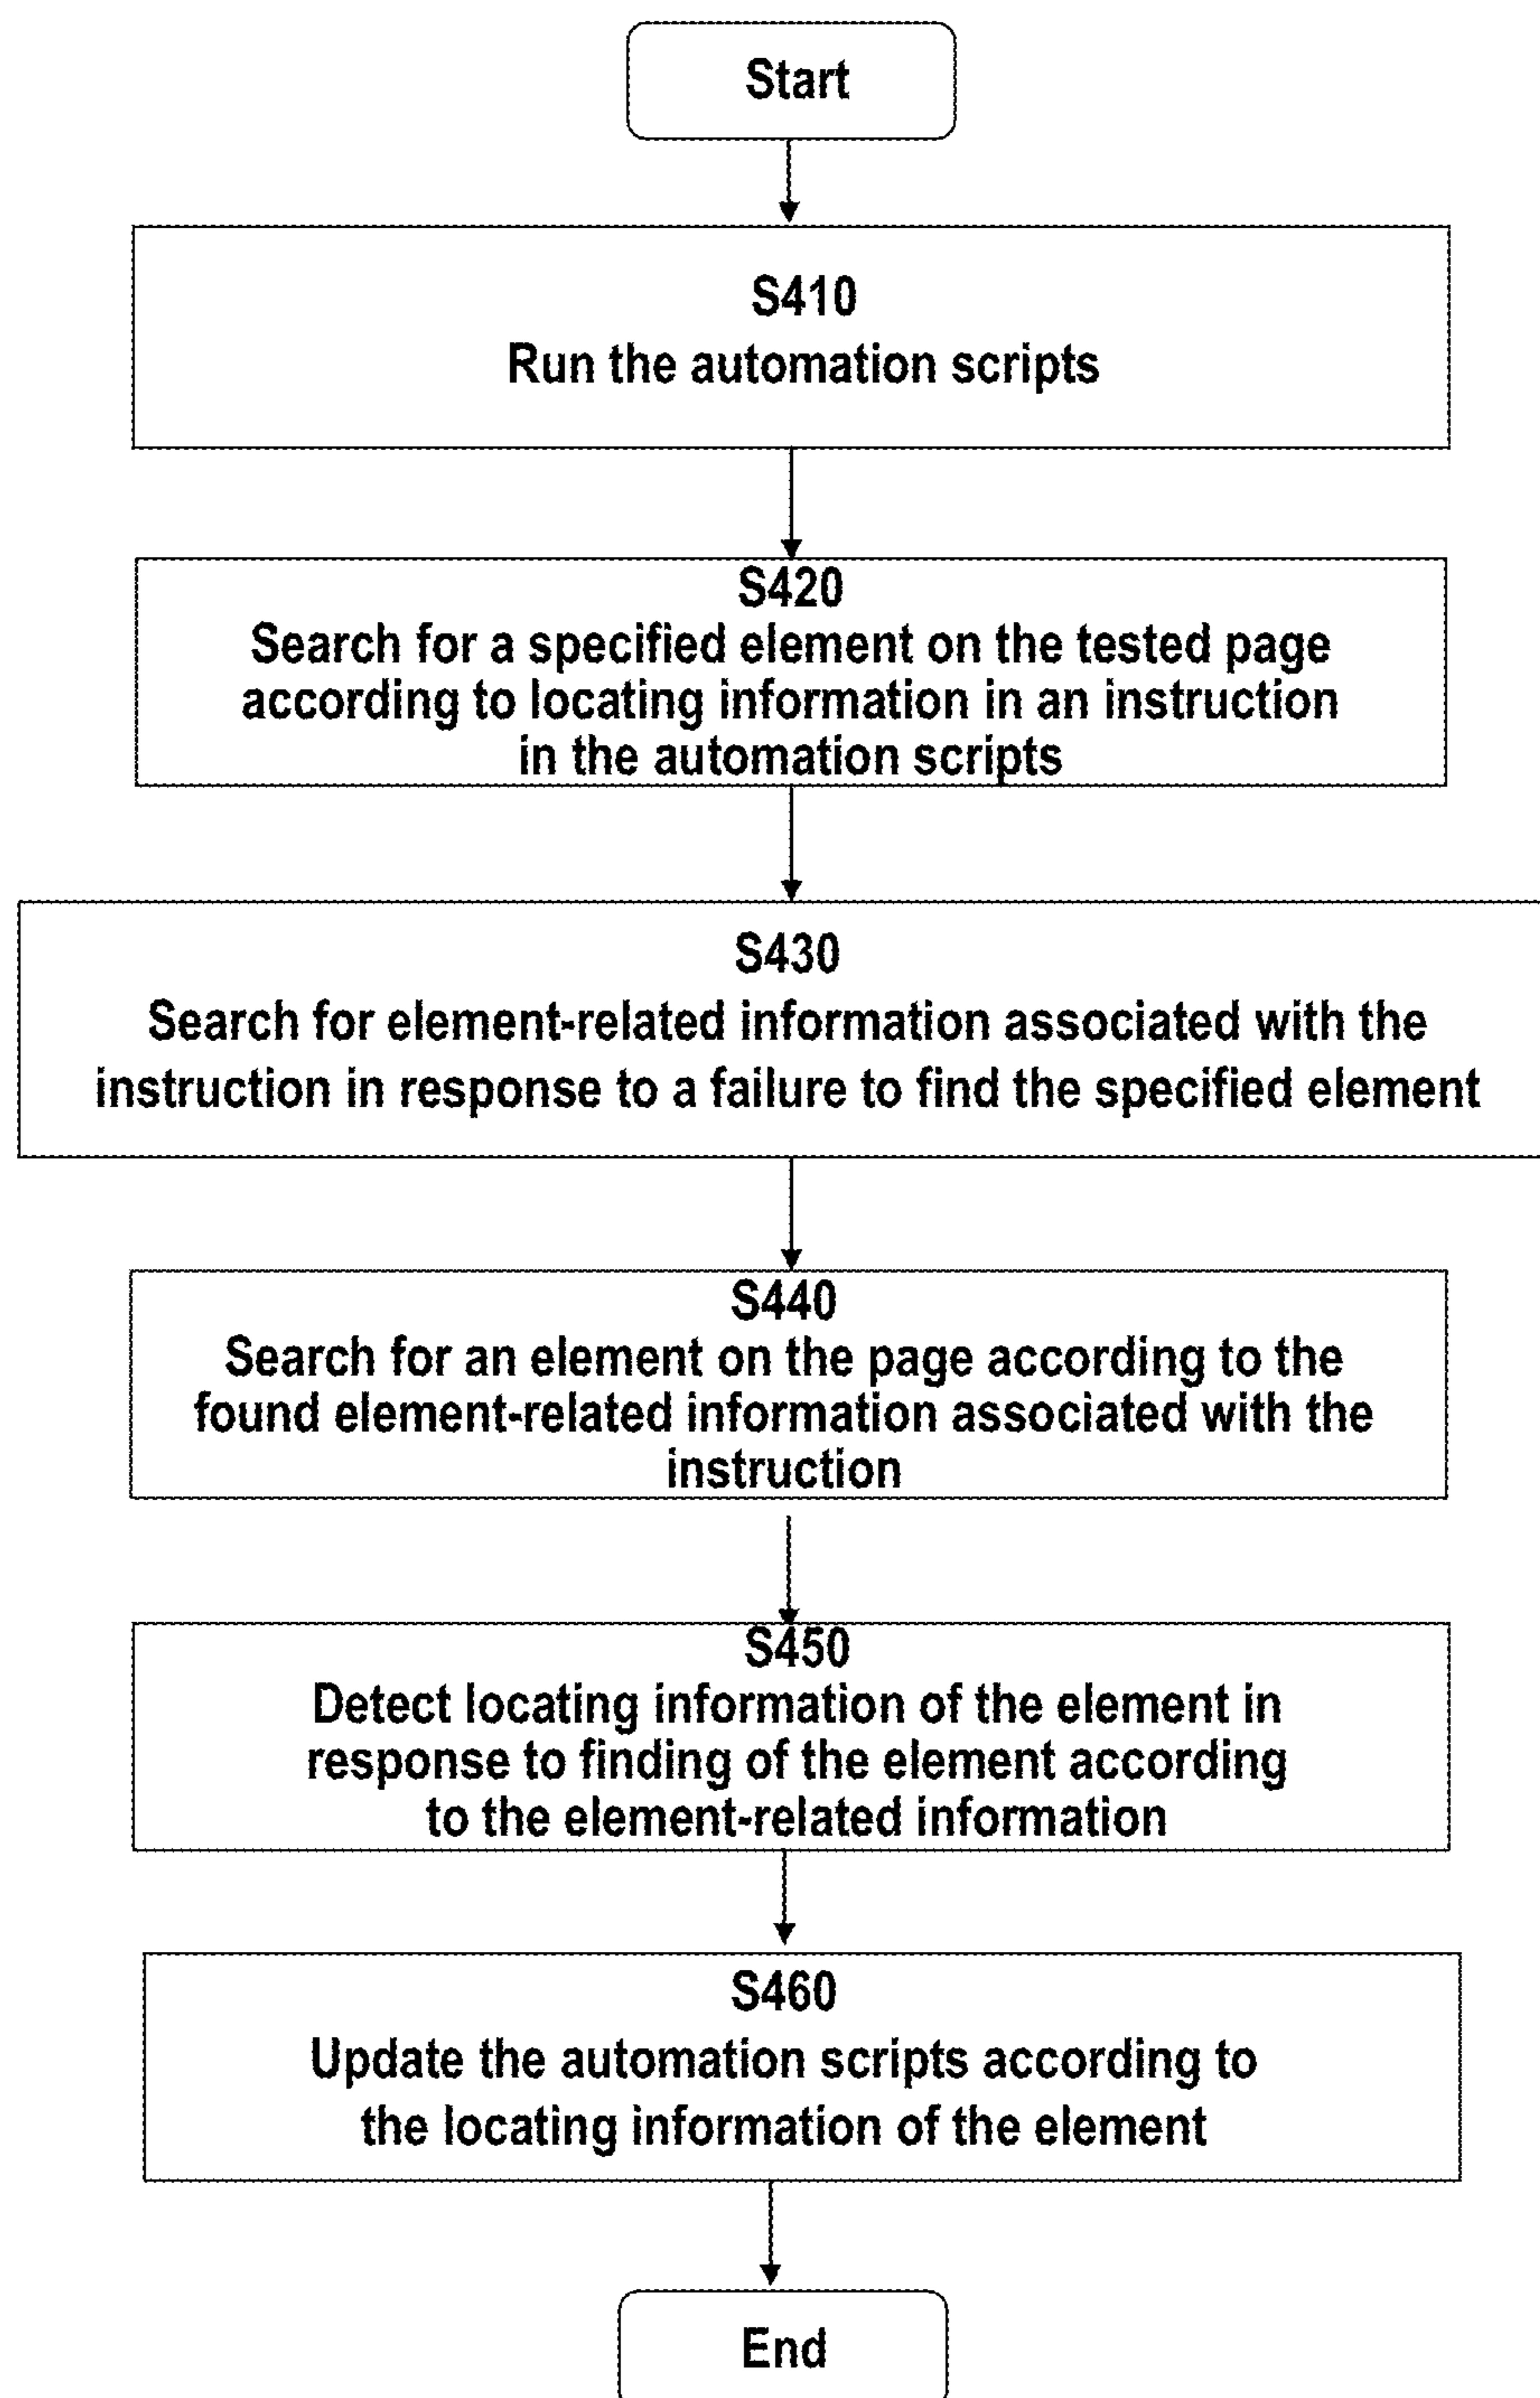 Start
S410
Run the automation scripts
S420
Search for a specified element on the tested page
according to locating information in an instruction
in the automation scripts
S430
Search for element-related information associated with the
instruction in response to a failure to find the specified element
S440
Search for an element on the page according to the
found element-related information associated with the
instruction
S450
Detect locating information of the element in
response to finding of the element according
to the element-related information
S460
Update the automation scripts according to
the locating information of the element
End